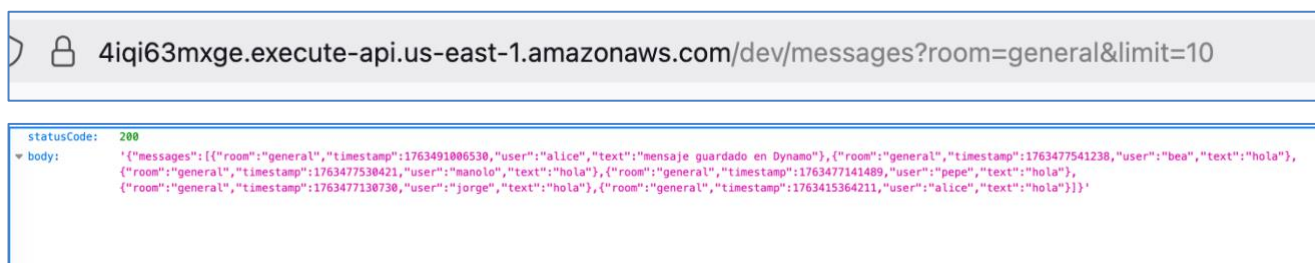 4iqi63mxge.execute-api.us-east-1.amazonaws.com/dev/messages?room=general&limit=10
statusCode: 200
body: '{"messages":[{"room":"general","timestamp":1763491006530,"user":"alice","text":"mensaje guardado en Dynamo"},{"room":"general","timestamp":1763477541238,"user":"bea","text":"hola"},
{"room":"general","timestamp":1763477530421,"user":"manolo","text":"hola"},{"room":"general","timestamp":1763477141489,"user":"pepe","text":"hola"},
{"room":"general","timestamp":1763477130730,"user":"jorge","text":"hola"},{"room":"general","timestamp":1763415364211,"user":"alice","text":"hola"}]}'